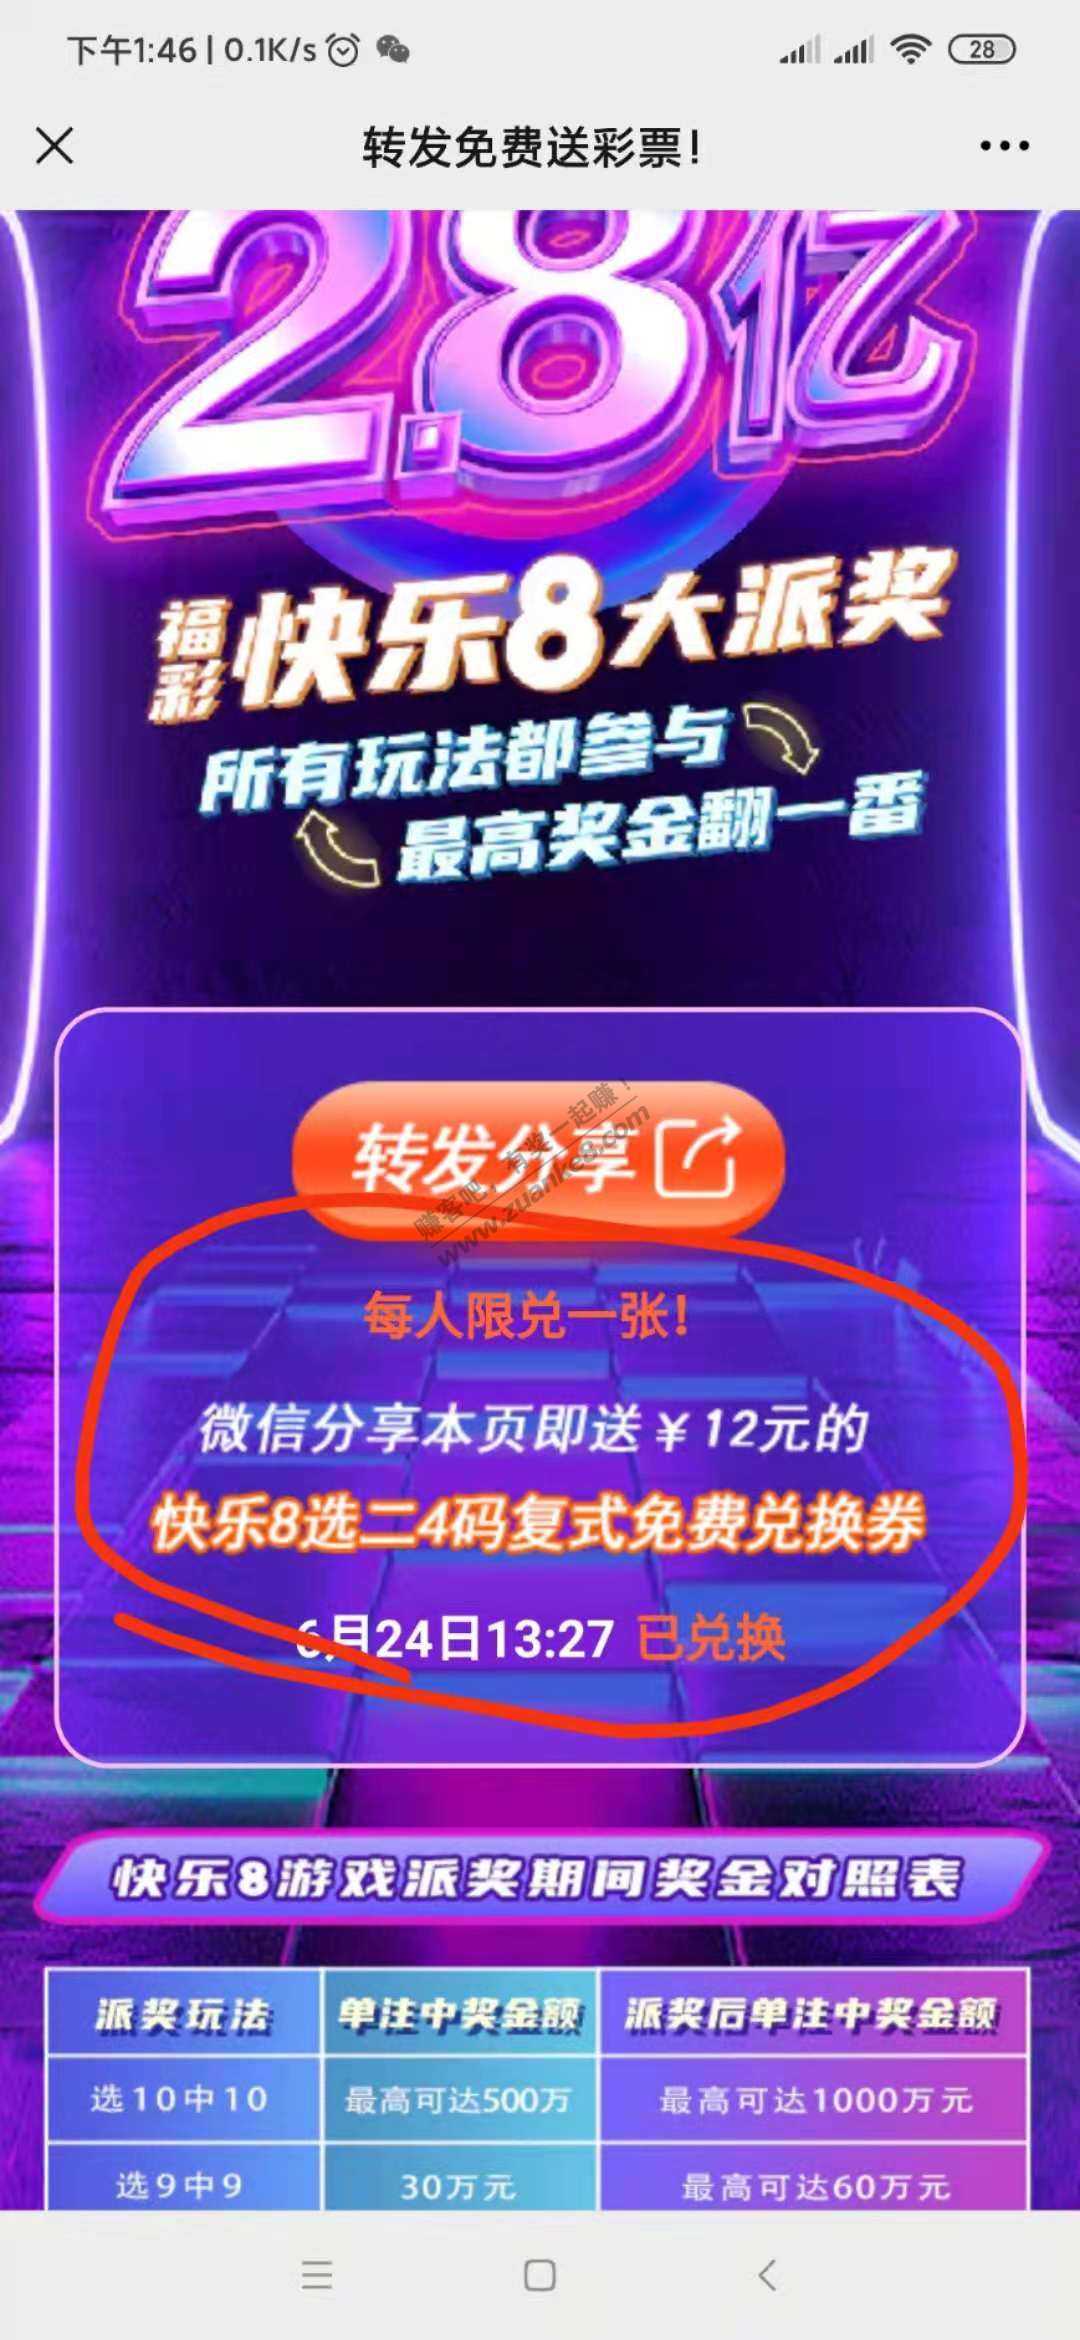 下午1:46 | 0.1K/s
28
转发免费送彩票！
2.8亿
福彩快乐8大派奖
所有玩法都参与
最高奖金翻一番
转发分享
赚客吧，有奖一起赚！
www.zuanke8.com
每人限兑一张！
微信分享本页即送￥12元的
快乐8选二4码复式免费兑换券
6月24日13:27 已兑换
快乐8游戏派奖期间奖金对照表
派奖玩法 单注中奖金额 派奖后单注中奖金额
选10中10 最高可达500万 最高可达1000万元
选9中9 30万元 最高可达60万元